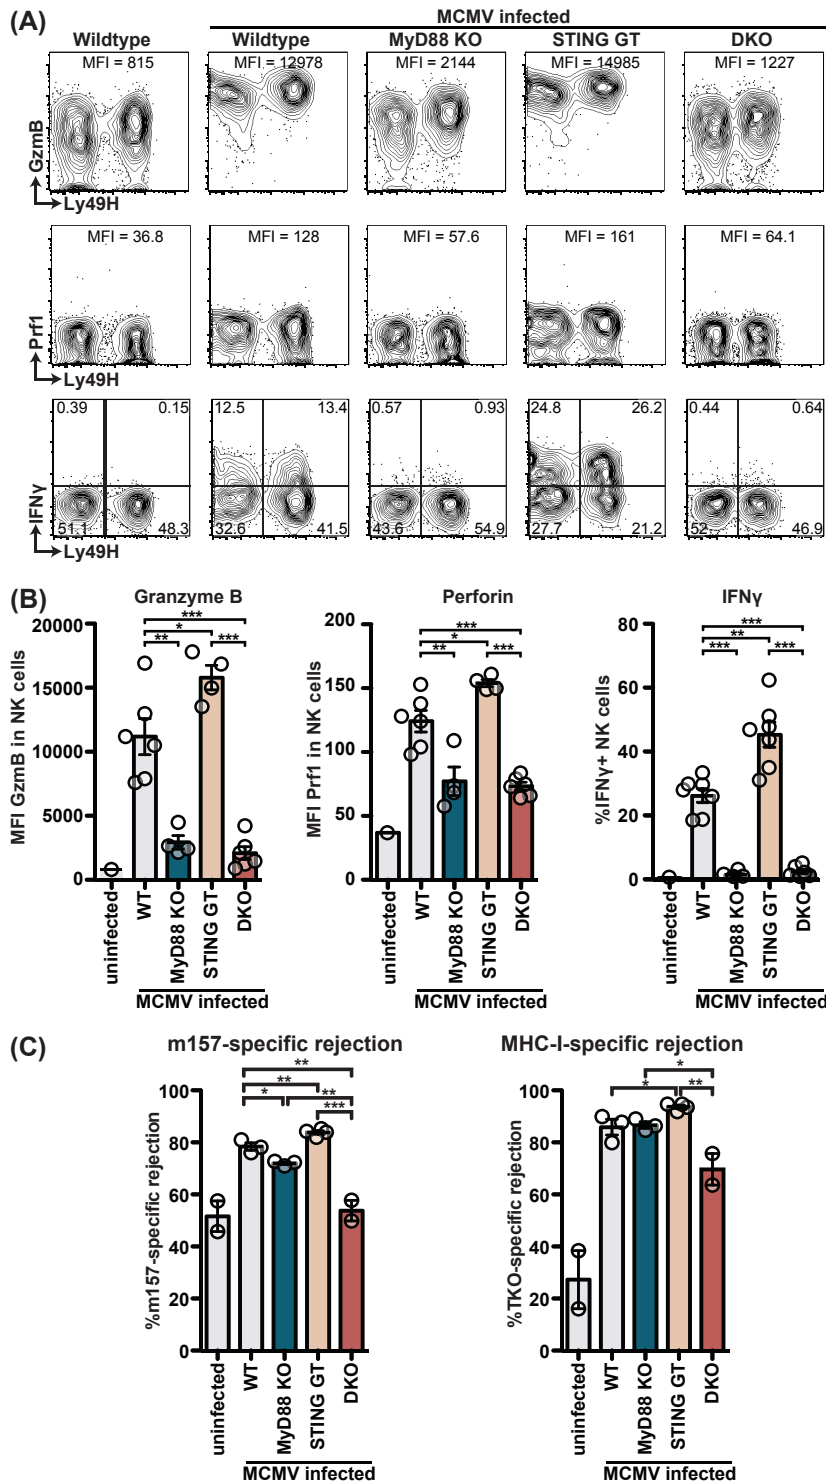 (A)
MCMV infected
Wildtype Wildtype MyD88 KO STING GT DKO
MFI = 815 MFI = 12978 MFI = 2144 MFI = 14985 MFI = 1227
GzmB
Ly49H
MFI = 36.8 MFI = 128 MFI = 57.6 MFI = 161 MFI = 64.1
Prf1
Ly49H
0.39 0.15 12.5 13.4 0.57 0.93 24.8 26.2 0.44 0.64
IFNγ
51.1 48.3 32.6 41.5 43.6 54.9 27.7 21.2 52 46.9
Ly49H
(B)
Granzyme B
MFI GzmB in NK cells
20000
15000
10000
5000
0
***
*
** ***
uninfected
WT
MyD88 KO
STING GT
DKO
MCMV infected
Perforin
MFI Prf1 in NK cells
200
150
100
50
0
***
*
** ***
uninfected
WT
MyD88 KO
STING GT
DKO
MCMV infected
IFNγ
%IFNγ+ NK cells
80
60
40
20
0
***
**
*** ***
uninfected
WT
MyD88 KO
STING GT
DKO
MCMV infected
(C)
m157-specific rejection
%m157-specific rejection
100
80
60
40
20
0
**
**
* **
***
uninfected
WT
MyD88 KO
STING GT
DKO
MCMV infected
MHC-I-specific rejection
%TKO-specific rejection
100
80
60
40
20
0
*
* **
uninfected
WT
MyD88 KO
STING GT
DKO
MCMV infected